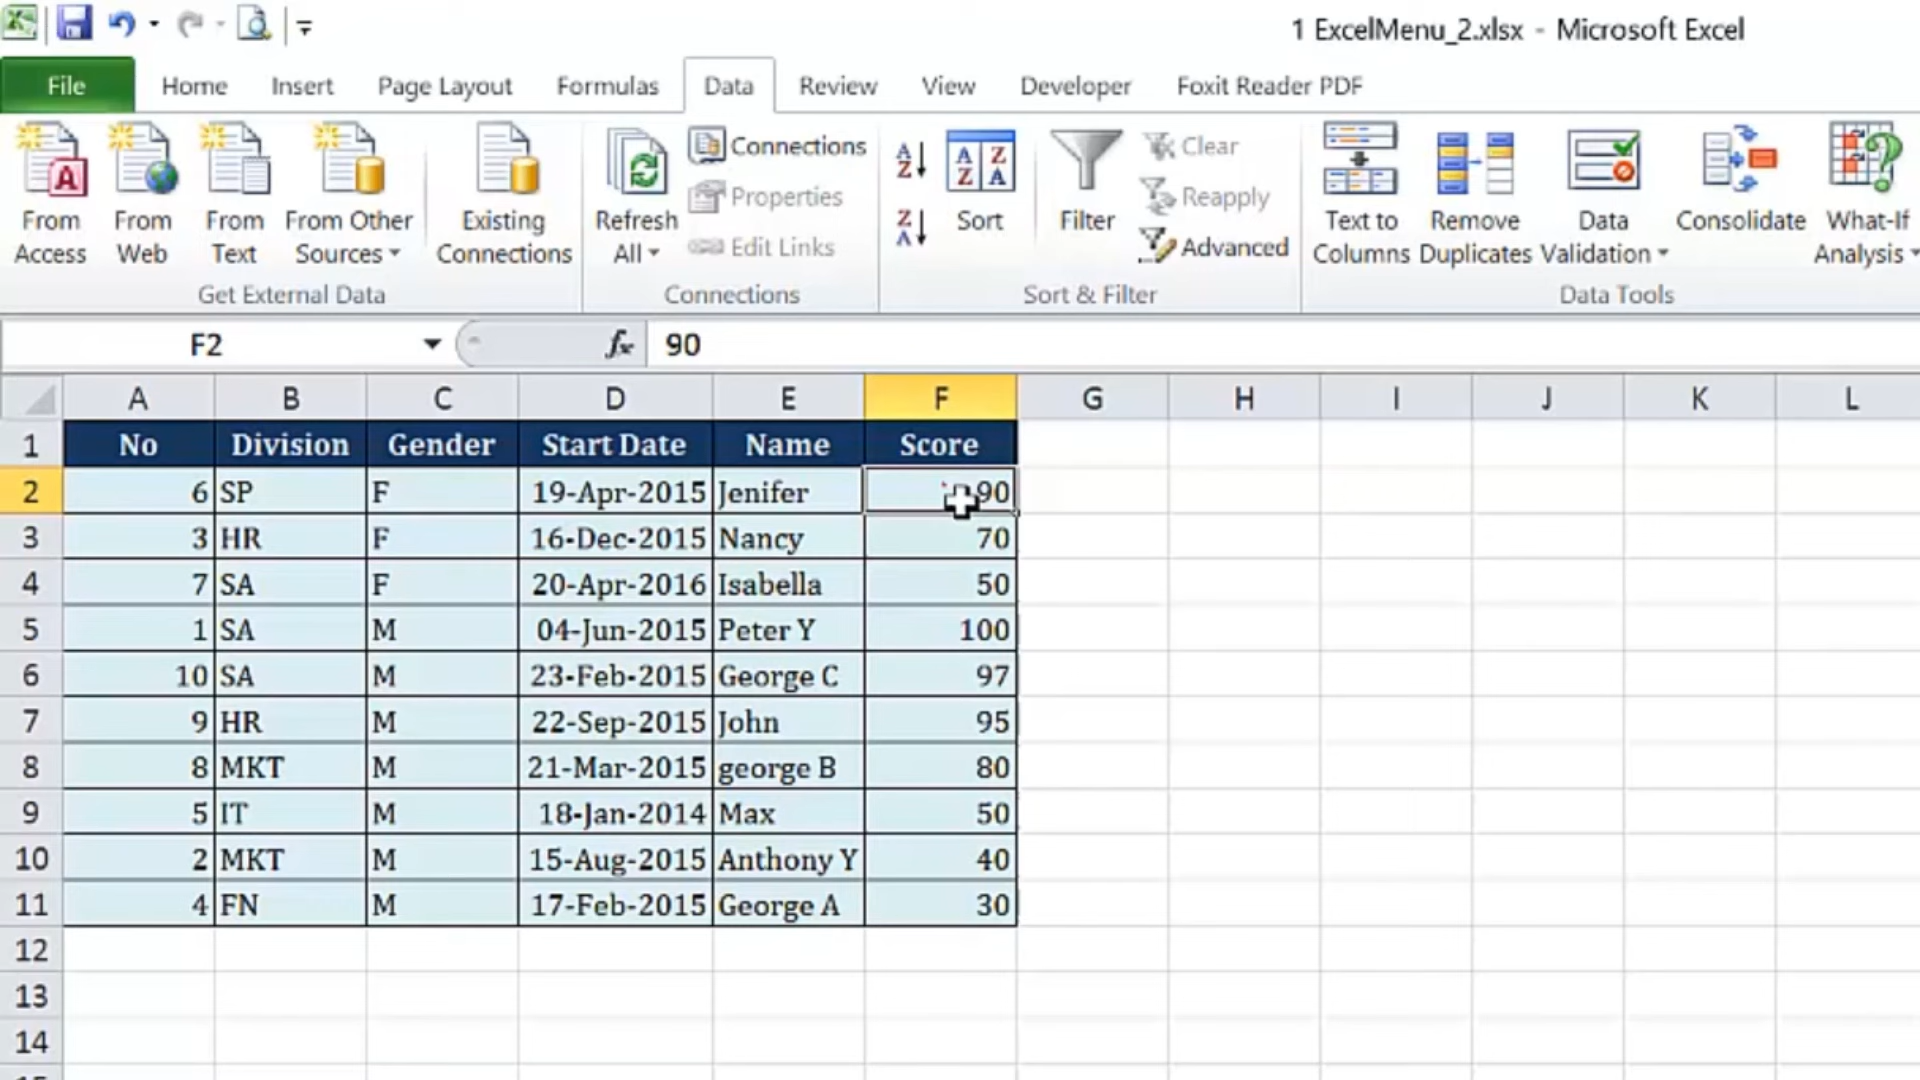 1 ExcelMenu_2.xlsx - Microsoft Excel
File Home Insert Page Layout Formulas Data Review View Developer Foxit Reader PDF
From Access From Web From Text From Other Sources Existing Connections Refresh All Connections Properties Edit Links Sort Filter Clear Reapply Advanced Text to Columns Remove Duplicates Data Validation Consolidate What-If Analysis
Get External Data Connections Sort & Filter Data Tools
F2 fx 90
A B C D E F G H I J K L
1 No Division Gender Start Date Name Score
2 6 SP F 19-Apr-2015 Jenifer 90
3 3 HR F 16-Dec-2015 Nancy 70
4 7 SA F 20-Apr-2016 Isabella 50
5 1 SA M 04-Jun-2015 Peter Y 100
6 10 SA M 23-Feb-2015 George C 97
7 9 HR M 22-Sep-2015 John 95
8 8 MKT M 21-Mar-2015 george B 80
9 5 IT M 18-Jan-2014 Max 50
10 2 MKT M 15-Aug-2015 Anthony Y 40
11 4 FN M 17-Feb-2015 George A 30
12
13
14